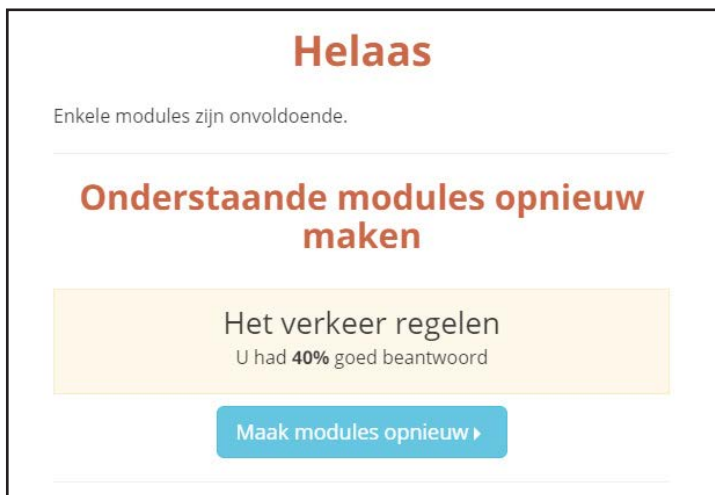 Helaas
Enkele modules zijn onvoldoende.
Onderstaande modules opnieuw
maken
Het verkeer regelen
U had 40% goed beantwoord
Maak modules opnieuw